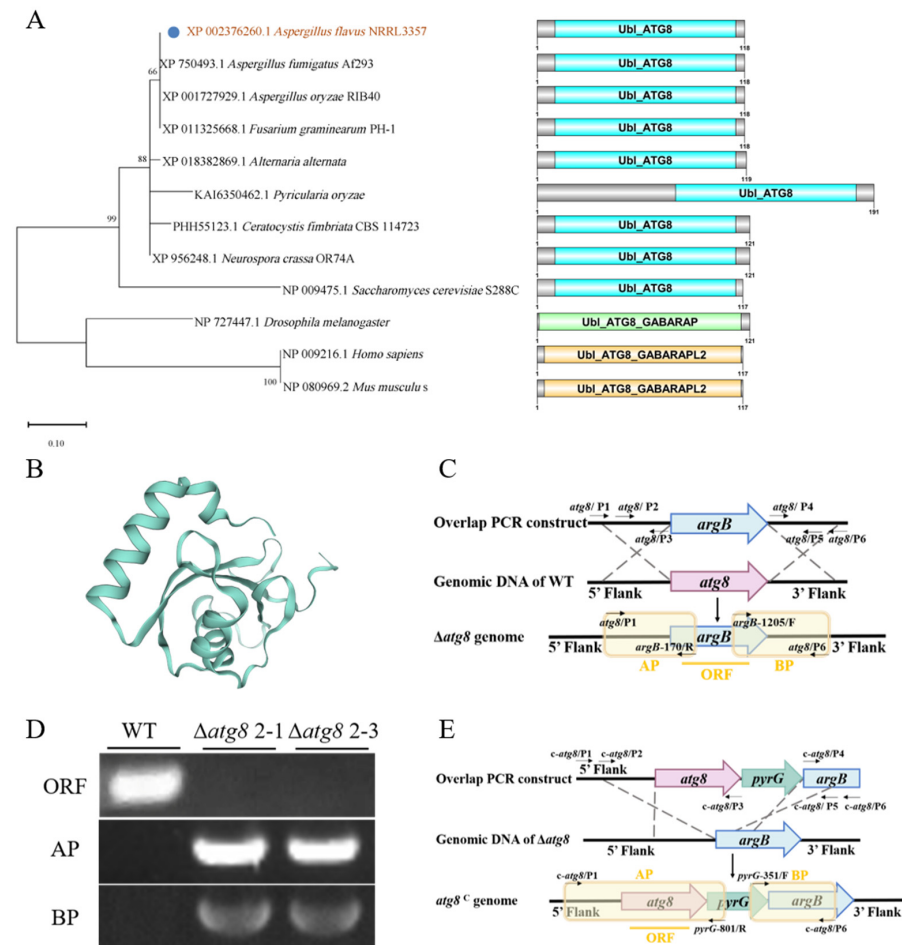 A
XP 002376260.1 Aspergillus flavus NRRL3357
Ubl_ATG8
1 118
66
XP 750493.1 Aspergillus fumigatus Af293
Ubl_ATG8
1 118
XP 001727929.1 Aspergillus oryzae RIB40
Ubl_ATG8
1 118
XP 011325668.1 Fusarium graminearum PH-1
Ubl_ATG8
1 118
88
XP 018382869.1 Alternaria alternata
Ubl_ATG8
1 119
KAI6350462.1 Pyricularia oryzae
Ubl_ATG8
1 191
99
PHH55123.1 Ceratocystis fimbriata CBS 114723
Ubl_ATG8
1 121
XP 956248.1 Neurospora crassa OR74A
Ubl_ATG8
1 121
NP 009475.1 Saccharomyces cerevisiae S288C
Ubl_ATG8
1 117
NP 727447.1 Drosophila melanogaster
Ubl_ATG8_GABARAP
1 121
NP 009216.1 Homo sapiens
Ubl_ATG8_GABARAPL2
1 117
100
NP 080969.2 Mus musculus
Ubl_ATG8_GABARAPL2
1 117
0.10
B
C
atg8/ P1 atg8/ P2 atg8/ P4
Overlap PCR construct argB
atg8/P3 atg8/P5 atg8/P6
Genomic DNA of WT atg8
5’ Flank 3’ Flank
atg8/P1 argB-1205/F
Δatg8 genome argB
5’ Flank argB-170/R atg8/P6 3’ Flank
AP ORF BP
D
WT Δatg8 2-1 Δatg8 2-3
ORF
AP
BP
E
c-atg8/P1 c-atg8/P2 c-atg8/P4
5’ Flank
Overlap PCR construct atg8 pyrG argB
c-atg8/P3 c-atg8/ P5 c-atg8/P6
Genomic DNA of Δatg8 argB
5’ Flank 3’ Flank
c-atg8/P1 AP pyrG-351/F BP
atg8 C genome atg8 pyrG argB
5’ Flank 3’ Flank
ORF pyrG-801/R c-atg8/P6